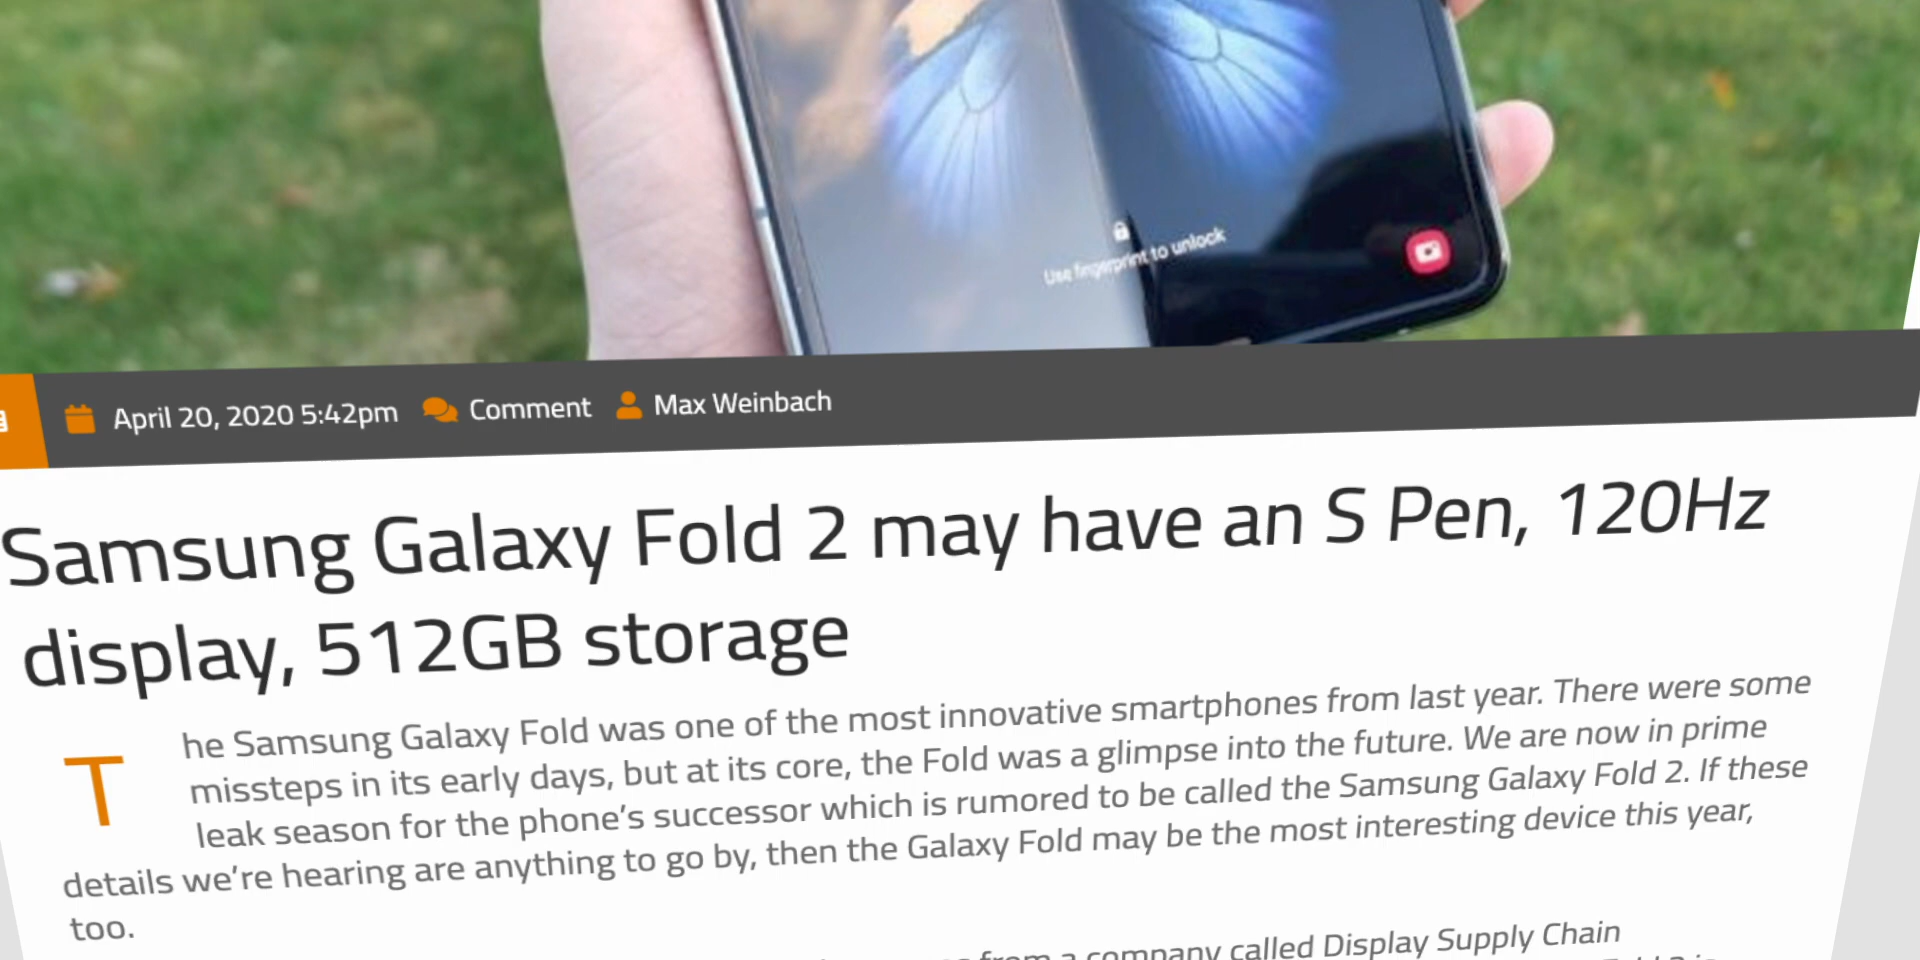 Use fingerprint to unlock
April 20, 2020 5:42pm Comment Max Weinbach
Samsung Galaxy Fold 2 may have an S Pen, 120Hz
display, 512GB storage
The Samsung Galaxy Fold was one of the most innovative smartphones from last year. There were some
missteps in its early days, but at its core, the Fold was a glimpse into the future. We are now in prime
leak season for the phone's successor which is rumored to be called the Samsung Galaxy Fold 2. If these
details we're hearing are anything to go by, then the Galaxy Fold may be the most interesting device this year,
too.
from a company called Display Supply Chain